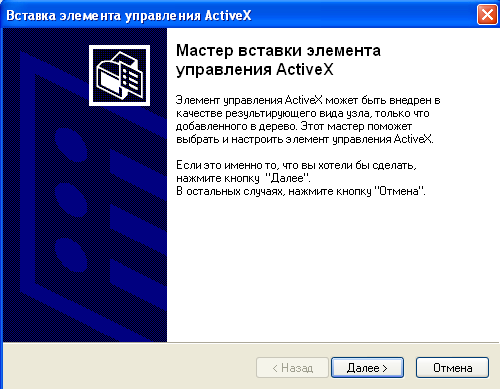 Вставка элемента управления ActiveX
Мастер вставки элемента
управления ActiveX
Элемент управления ActiveX может быть внедрен в
качестве результирующего вида узла, только что
добавленного в дерево. Этот мастер поможет
выбрать и настроить элемент управления ActiveX.
Если это именно то, что вы хотели бы сделать,
нажмите кнопку "Далее".
В остальных случаях, нажмите кнопку "Отмена".
< Назад
Далее >
Отмена